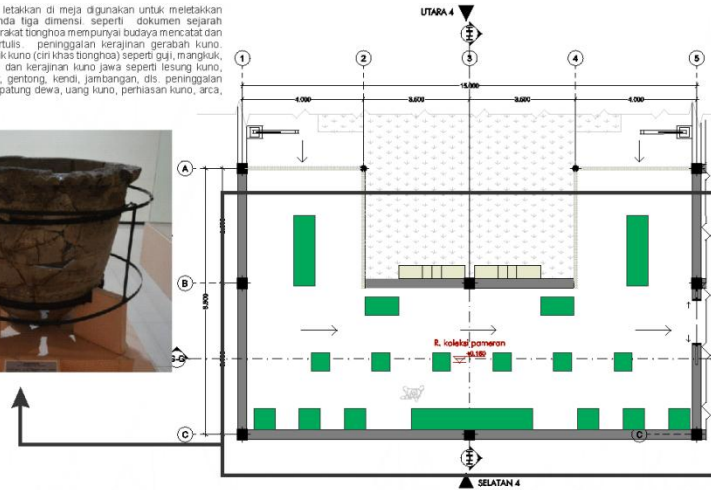 letakkan di meja digunakan untuk meletakkan
nda tiga dimensi. seperti dokumen sejarah
rakat tionghoa mempunyai budaya mencatat dan
rtulis. peninggalan kerajinan gerabah kuno.
k kuno (ciri khas tionghoa) seperti guji, mangkuk,
dan kerajinan kuno jawa seperti lesung kuno,
gentong, kendi, jambangan, dls. peninggalan
patung dewa, uang kuno, perhiasan kuno, arca,
UTARA 4
1 2 3 4 5
15.000
4.000 3.500 3.500 4.000
A
B
R. koleksi pameran
+0.150
C
C
SELATAN 4